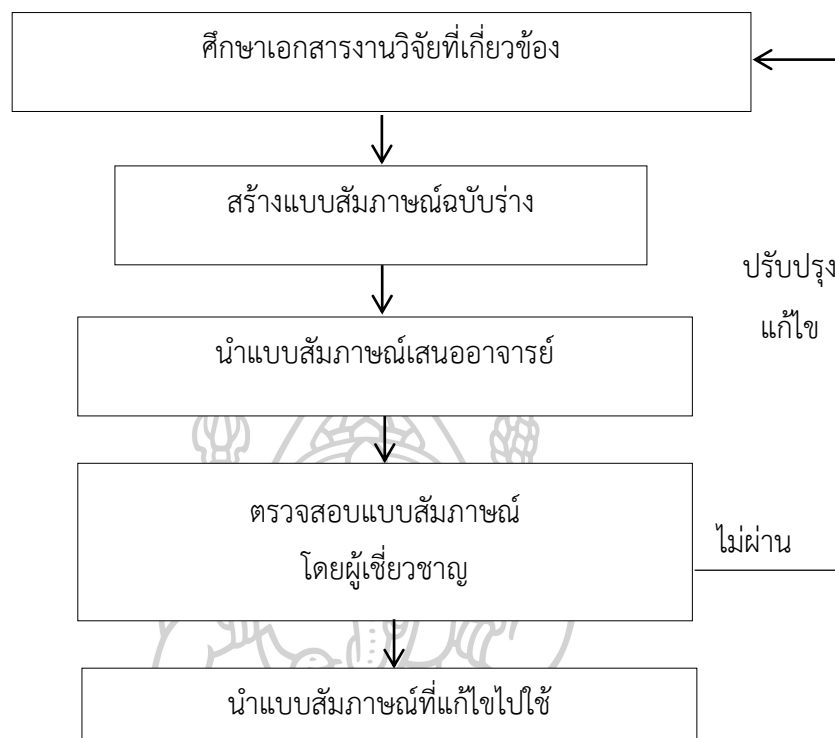 ศึกษาเอกสารงานวิจัยที่เกี่ยวข้อง
สร้างแบบสัมภาษณ์ฉบับร่าง
ปรับปรุง
แก้ไข
นำแบบสัมภาษณ์เสนออาจารย์
ตรวจสอบแบบสัมภาษณ์
โดยผู้เชี่ยวชาญ
ไม่ผ่าน
นำแบบสัมภาษณ์ที่แก้ไขไปใช้